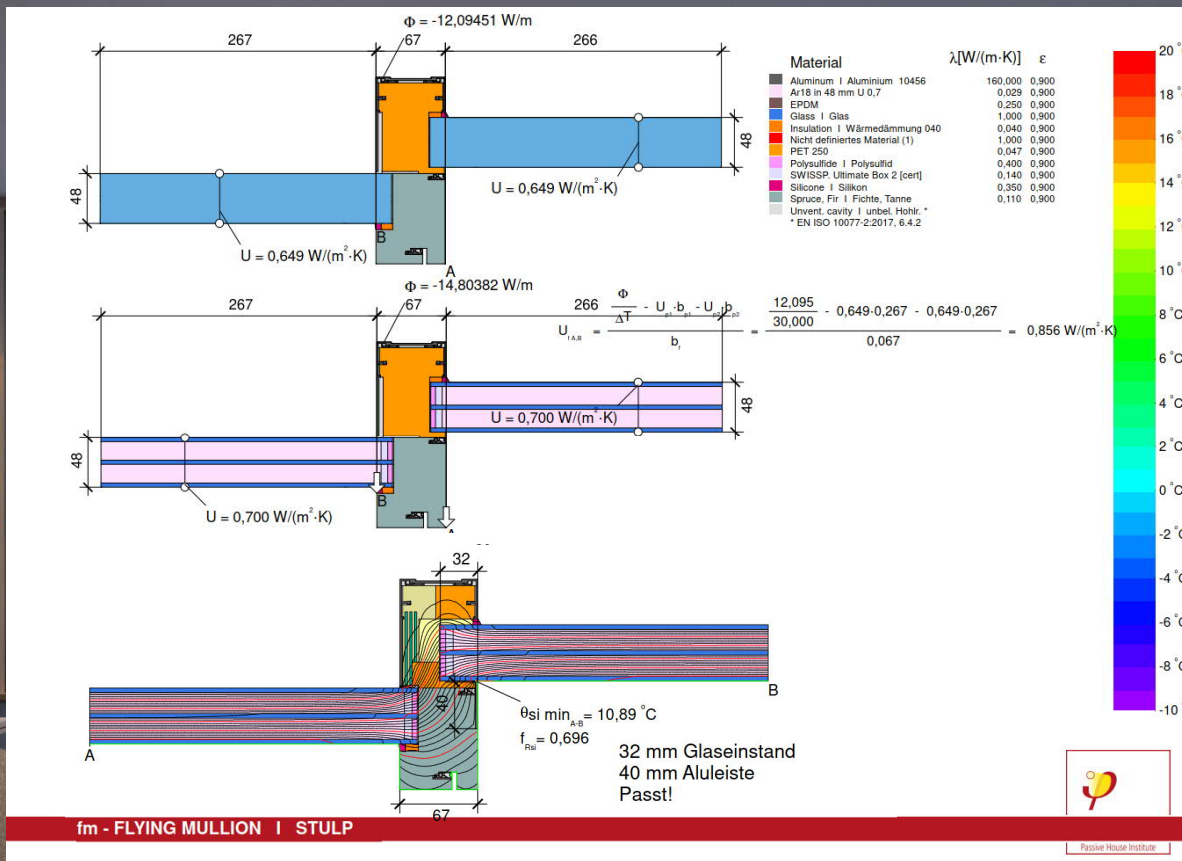 Φ = -12,09451 W/m
267
67
266
48
48
U = 0,649 W/(m²·K)
U = 0,649 W/(m²·K)
B
A
Material λ[W/(m·K)] ε
Aluminum I Aluminium 10456 160,000 0,900
Ar18 in 48 mm U 0,7 0,029 0,900
EPDM 0,250 0,900
Glass I Glas 1,000 0,900
Insulation I Wärmedämmung 040 0,040 0,900
Nicht definiertes Material (1) 1,000 0,900
PET 250 0,047 0,900
Polysulfide I Polysulfid 0,400 0,900
SWISSP. Ultimate Box 2 [cert] 0,140 0,900
Silicone I Silikon 0,350 0,900
Spruce, Fir I Fichte, Tanne 0,110 0,900
Unvent. cavity I unbel. Hohlr. *
* EN ISO 10077-2:2017, 6.4.2
Φ = -14,80382 W/m
267
67
266
48
48
U = 0,700 W/(m²·K)
U = 0,700 W/(m²·K)
B
A
Φ
ΔT
- U p1·b p1 - U p2·b p2
U f A,B =
b f
=
12,095
30,000
- 0,649·0,267 - 0,649·0,267
0,067
= 0,856 W/(m²·K)
32
40
A
B
θsi min A-B = 10,89 °C
f Rsi = 0,696
67
32 mm Glaseinstand
40 mm Aluleiste
Passt!
20 °C
18 °C
16 °C
14 °C
12 °C
10 °C
8 °C
6 °C
4 °C
2 °C
0 °C
-2 °C
-4 °C
-6 °C
-8 °C
-10 °C
fm - FLYING MULLION I STULP
Passive House Institute